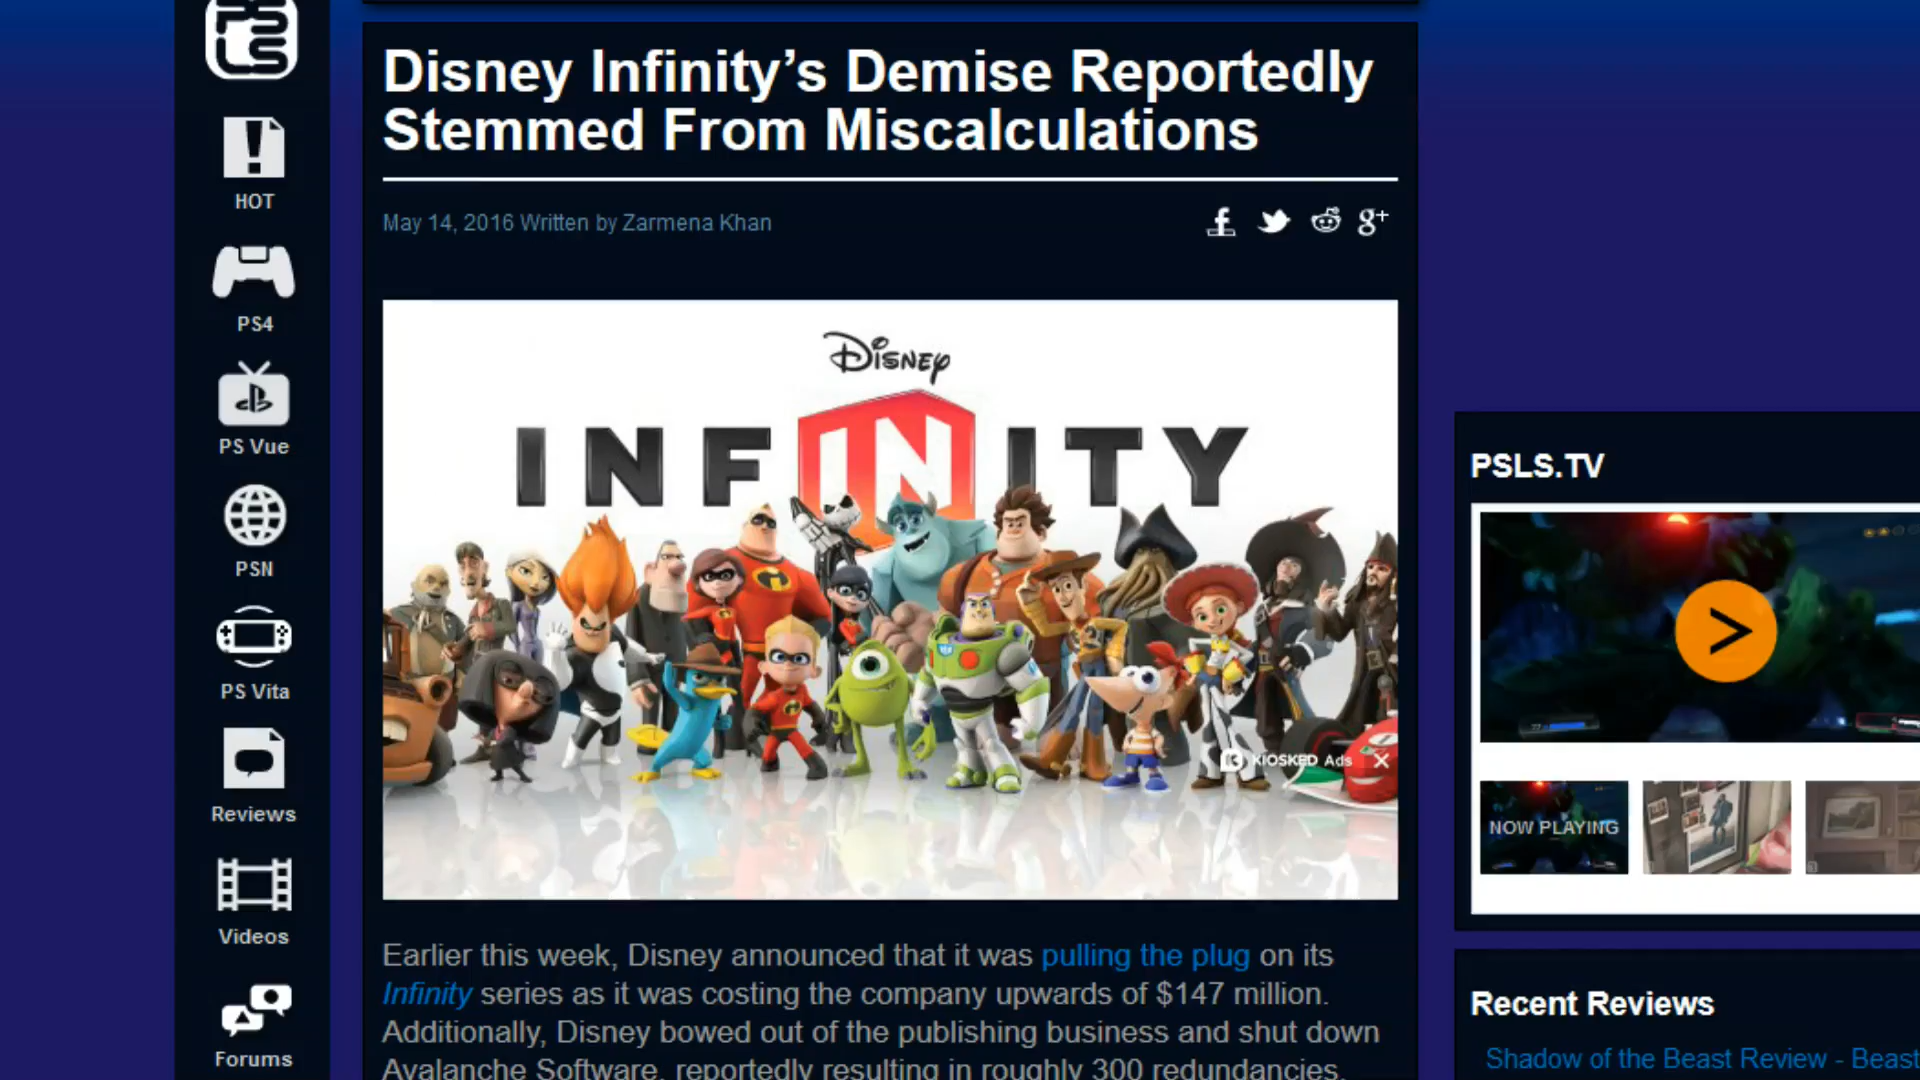 PSLS
HOT
PS4
PS Vue
PSN
PS Vita
Reviews
Videos
Forums
Disney Infinity’s Demise Reportedly
Stemmed From Miscalculations
May 14, 2016 Written by Zarmena Khan
g+
Disney
INFINITY
KIOSKED Ads
Earlier this week, Disney announced that it was pulling the plug on its
Infinity series as it was costing the company upwards of $147 million.
Additionally, Disney bowed out of the publishing business and shut down
Avalanche Software, reportedly resulting in roughly 300 redundancies.
PSLS.TV
NOW PLAYING
Recent Reviews
Shadow of the Beast Review - Beast